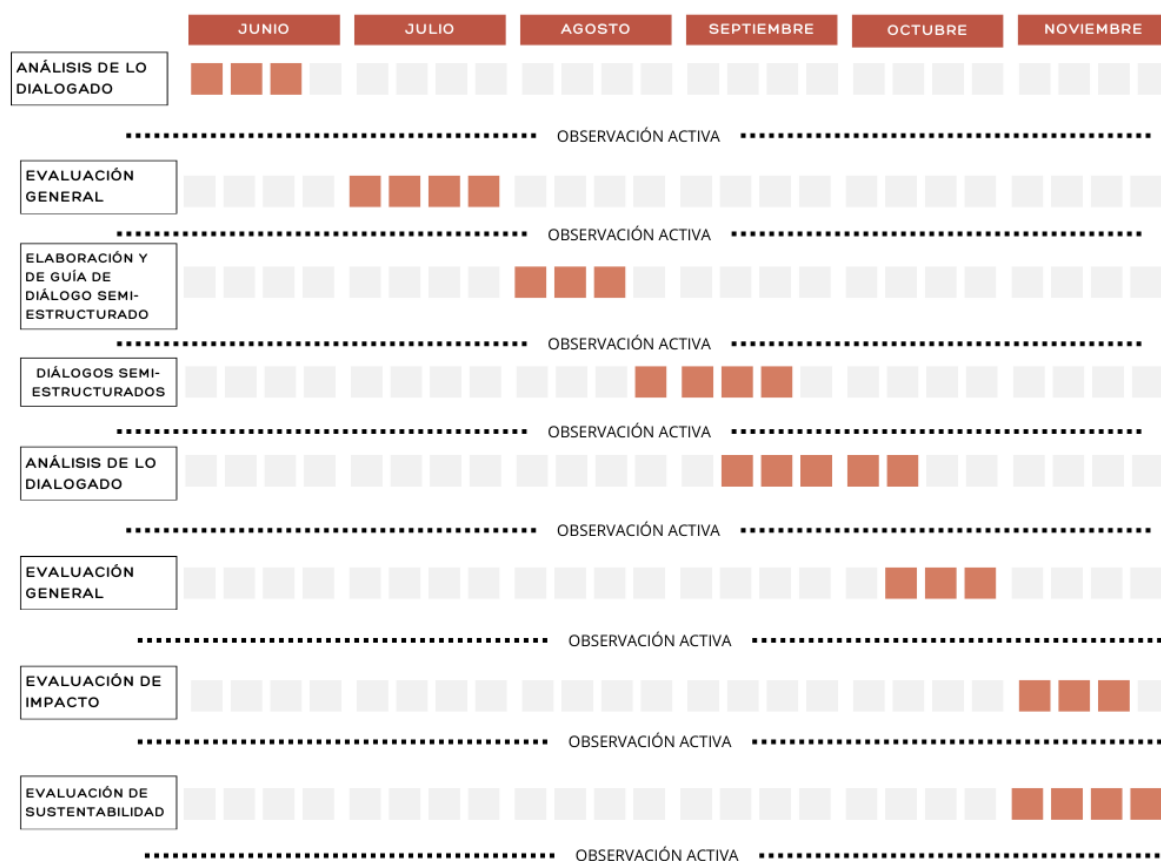 JUNIO JULIO AGOSTO SEPTIEMBRE OCTUBRE NOVIEMBRE
ANÁLISIS DE LO
DIALOGADO
OBSERVACIÓN ACTIVA
EVALUACIÓN
GENERAL
OBSERVACIÓN ACTIVA
ELABORACIÓN Y
DE GUÍA DE
DIÁLOGO SEMI-
ESTRUCTURADO
OBSERVACIÓN ACTIVA
DIÁLOGOS SEMI-
ESTRUCTURADOS
OBSERVACIÓN ACTIVA
ANÁLISIS DE LO
DIALOGADO
OBSERVACIÓN ACTIVA
EVALUACIÓN
GENERAL
OBSERVACIÓN ACTIVA
EVALUACIÓN DE
IMPACTO
OBSERVACIÓN ACTIVA
EVALUACIÓN DE
SUSTENTABILIDAD
OBSERVACIÓN ACTIVA